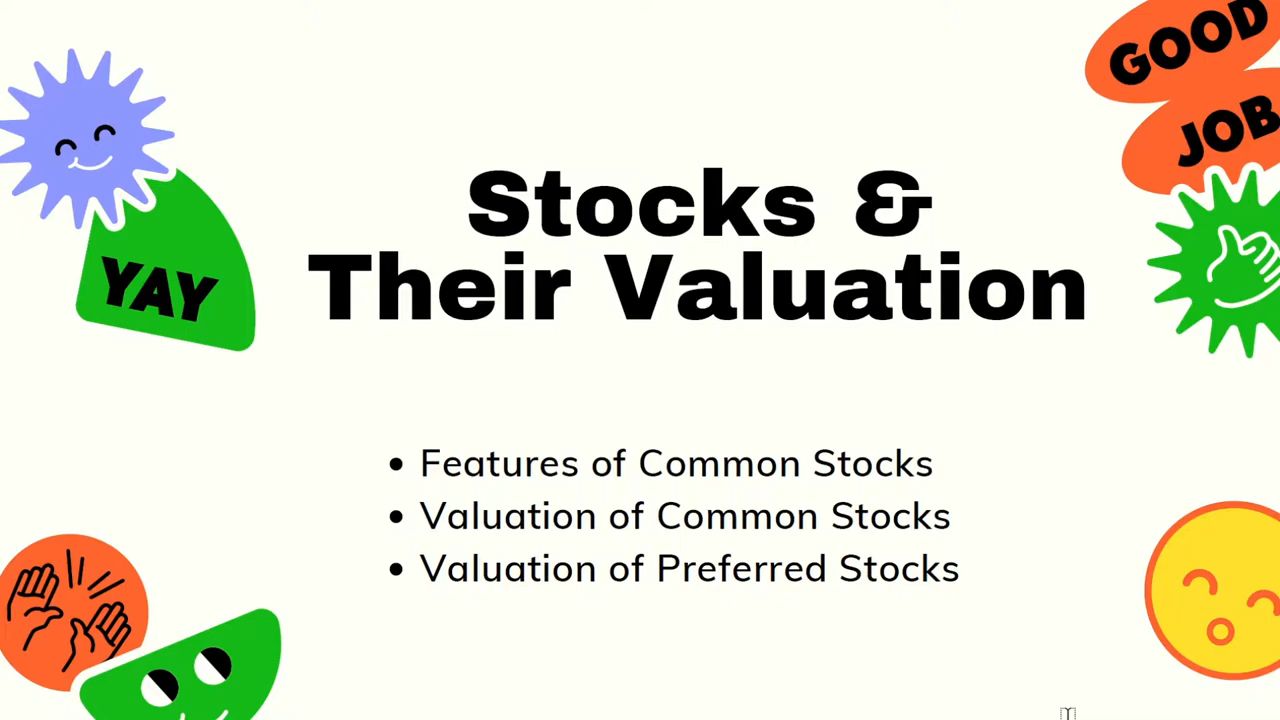 GOOD
JOB
YAY
Stocks &
Their Valuation
• Features of Common Stocks
• Valuation of Common Stocks
• Valuation of Preferred Stocks